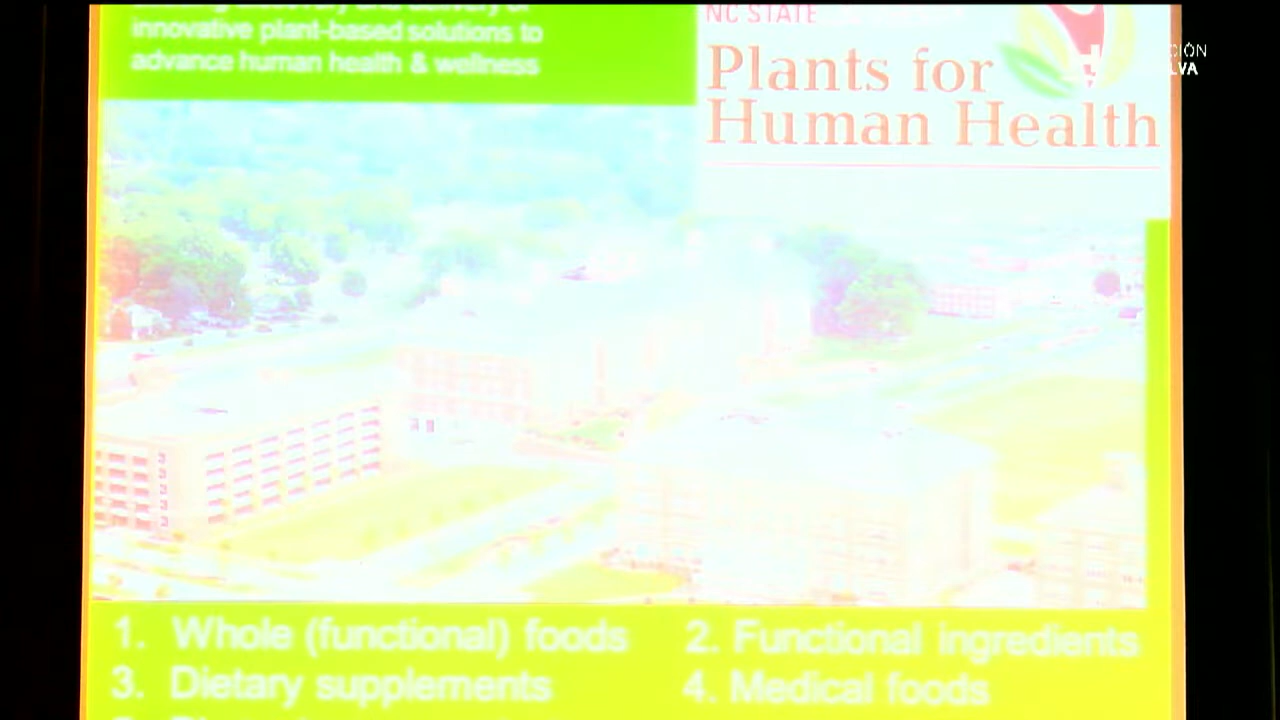 innovative plant-based solutions to
advance human health & wellness
NC STATE
Plants for
Human Health
1. Whole (functional) foods
2. Functional ingredients
3. Dietary supplements
4. Medical foods